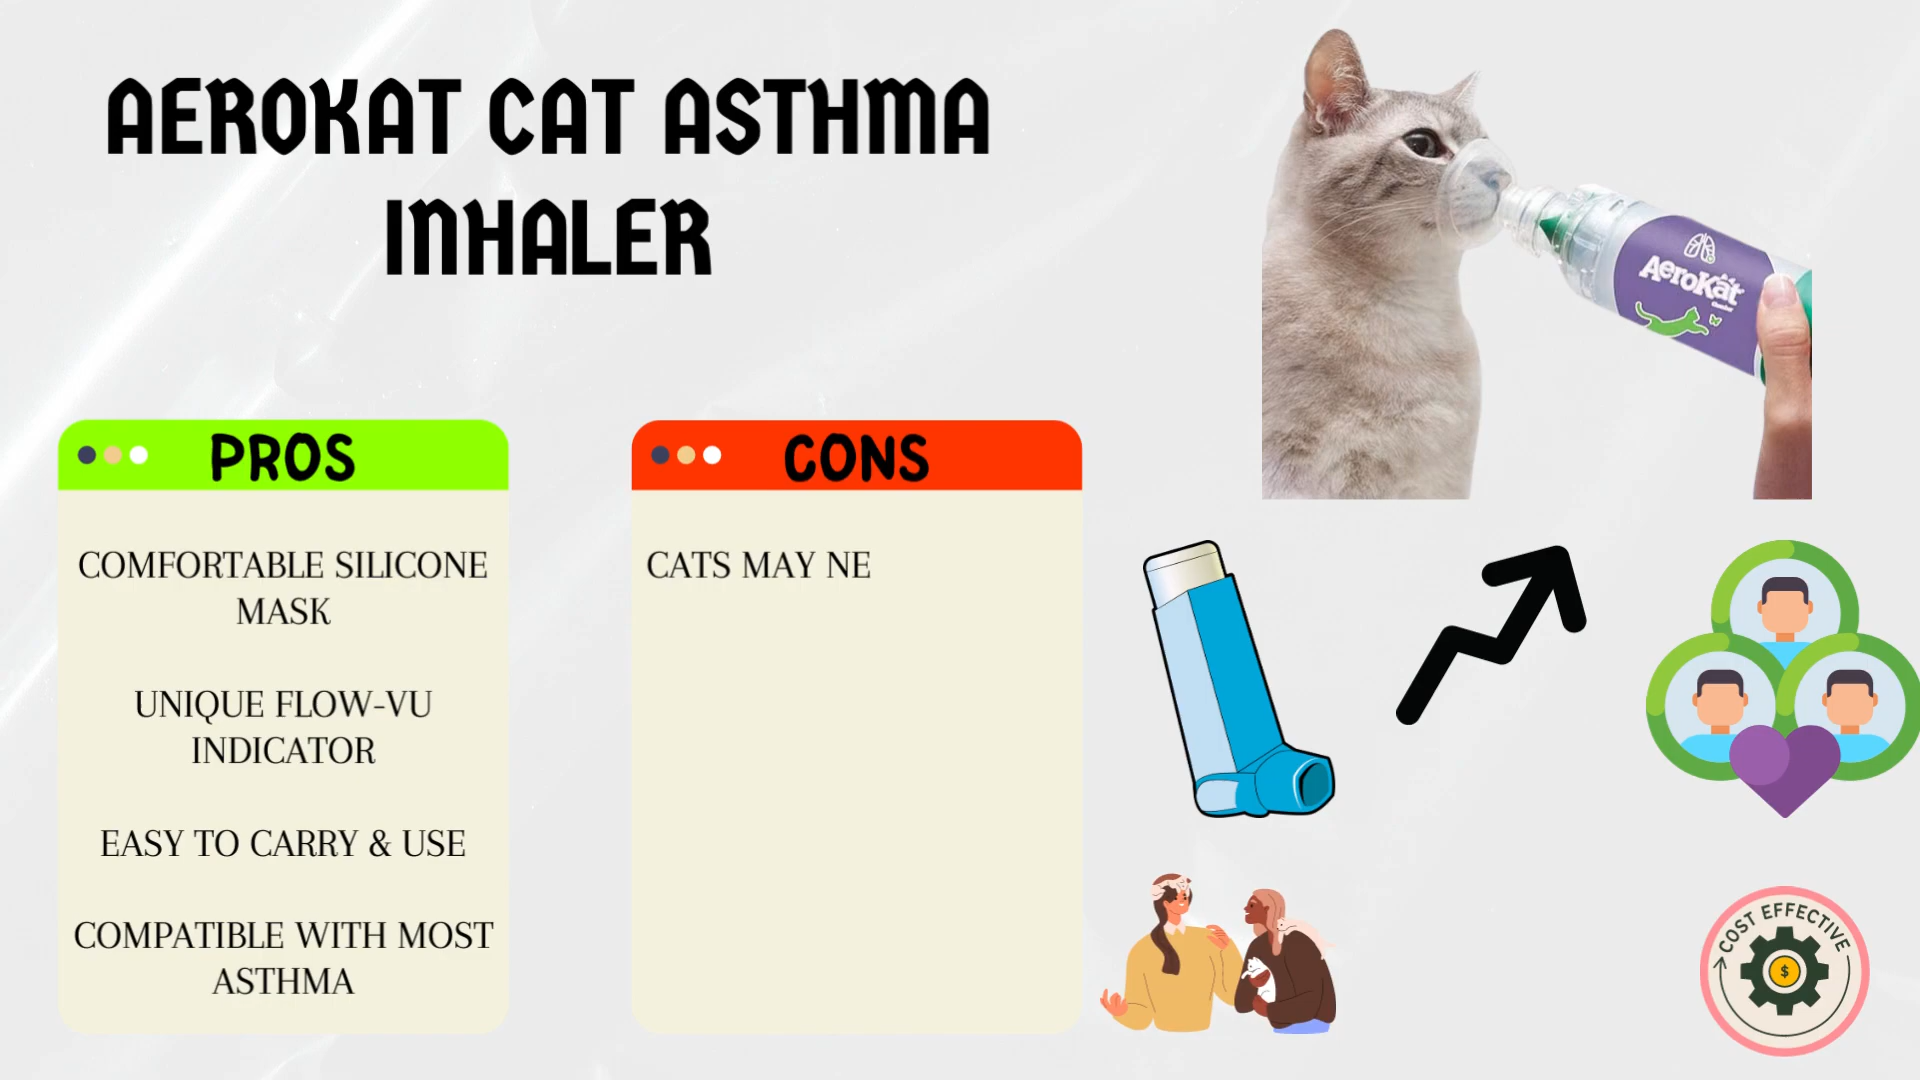 AEROKAT CAT ASTHMA
INHALER
AeroKat
PROS
COMFORTABLE SILICONE
MASK
UNIQUE FLOW-VU
INDICATOR
EASY TO CARRY & USE
COMPATIBLE WITH MOST
ASTHMA
CONS
CATS MAY NE
COST EFFECTIVE
$